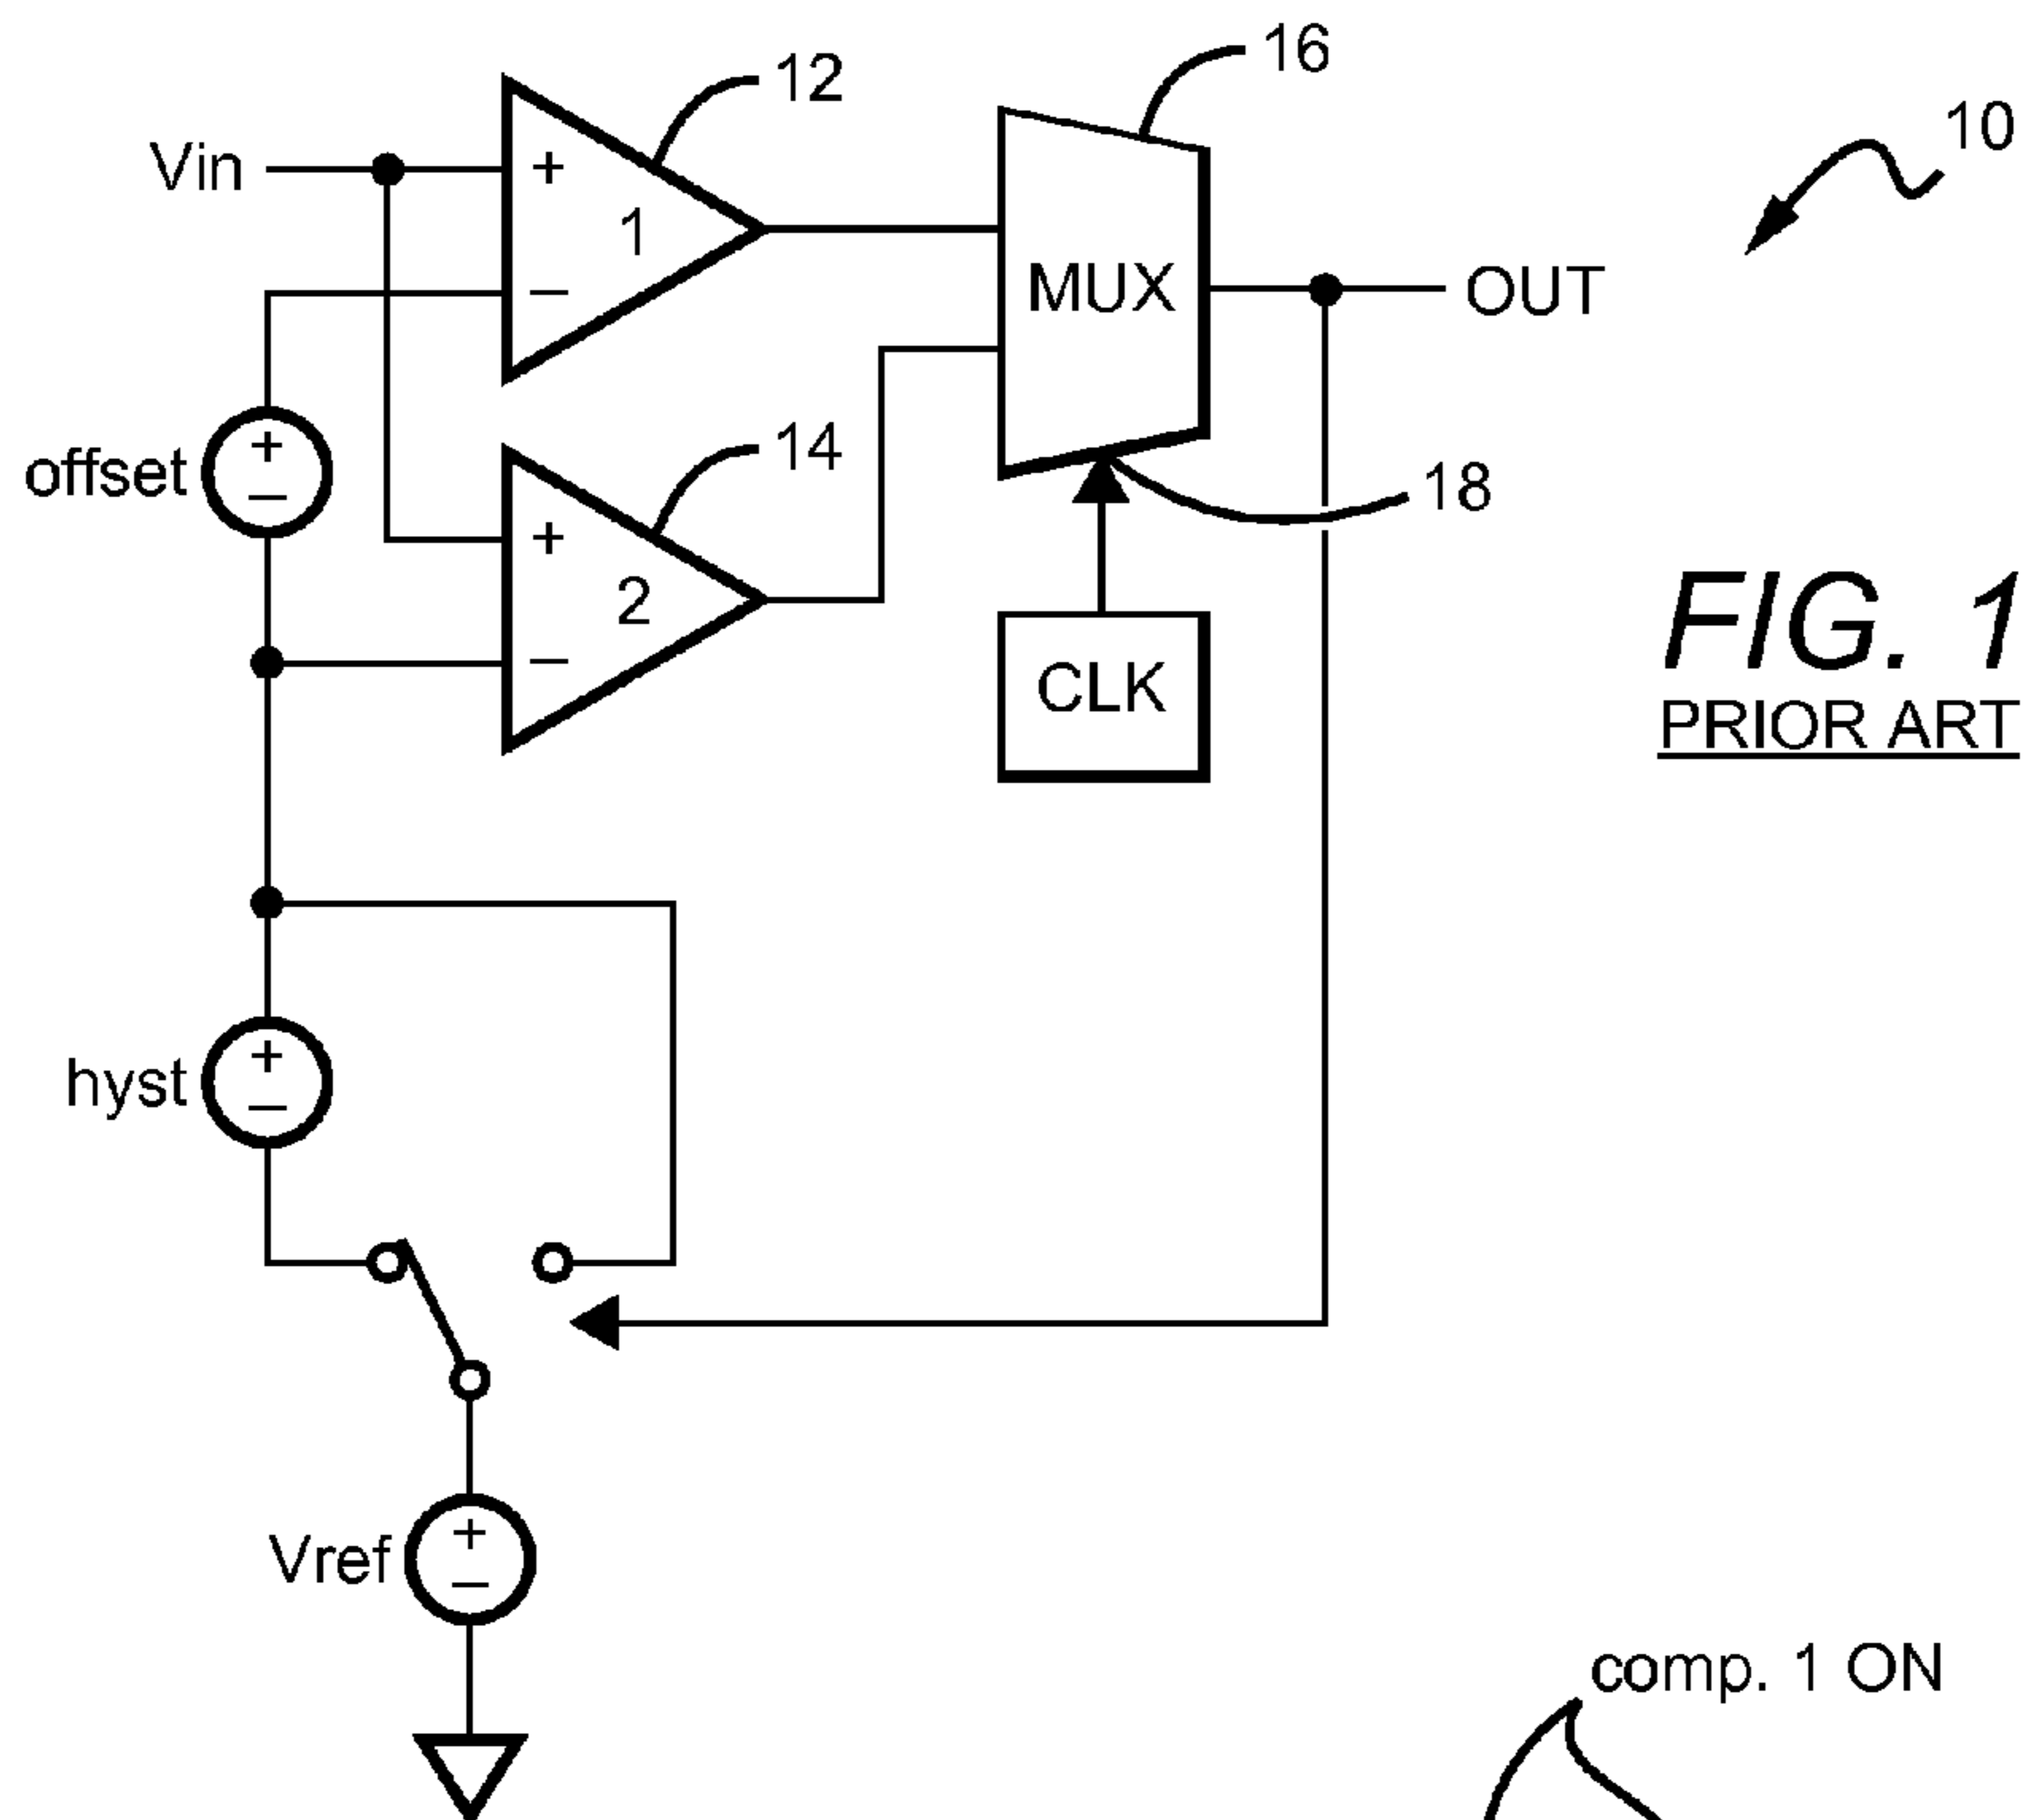 16
12
10
Vin
+
1
−
MUX
OUT
offset
+
−
14
+
2
−
18
CLK
FIG. 1
PRIOR ART
hyst
+
−
Vref
+
−
comp. 1 ON